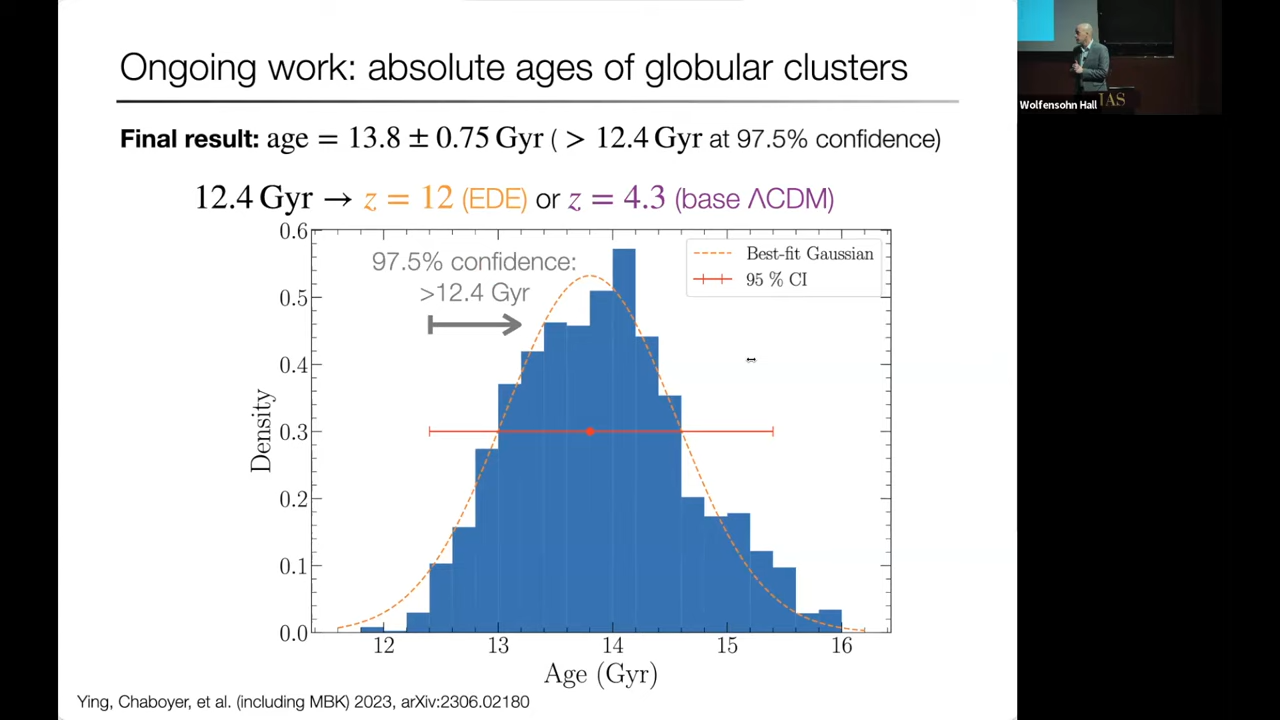 Ongoing work: absolute ages of globular clusters
Final result: age = 13.8 ± 0.75 Gyr ( > 12.4 Gyr at 97.5% confidence)
12.4 Gyr → z = 12 (EDE) or z = 4.3 (base ΛCDM)
97.5% confidence:
>12.4 Gyr
Best-fit Gaussian
95 % CI
0.6
0.5
0.4
0.3
0.2
0.1
0.0
Density
12 13 14 15 16
Age (Gyr)
Ying, Chaboyer, et al. (including MBK) 2023, arXiv:2306.02180
Wolfensohn Hall
IAS